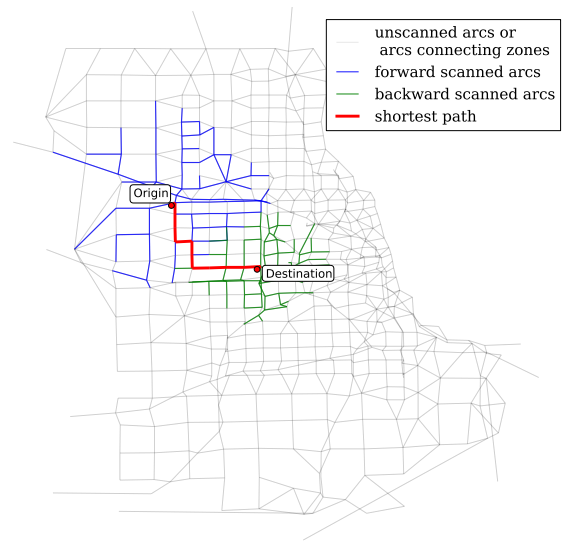 unscanned arcs or
arcs connecting zones
forward scanned arcs
backward scanned arcs
shortest path
Origin
Destination